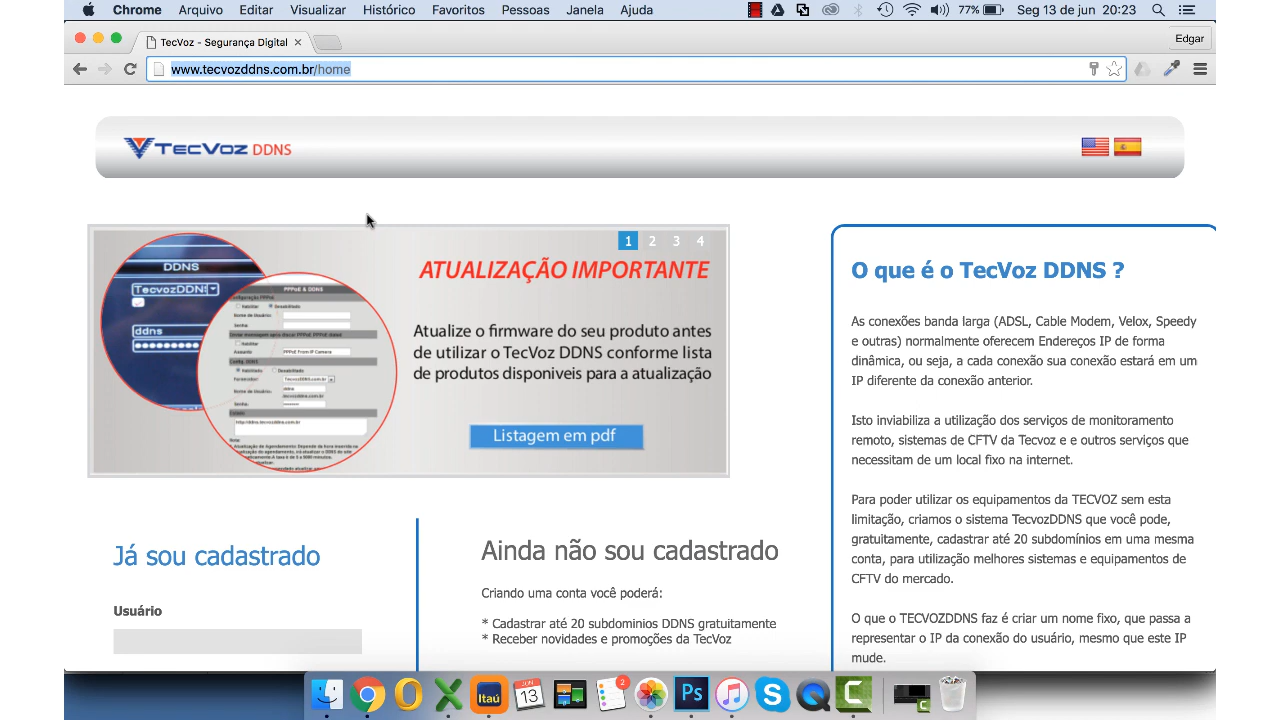 Chrome Arquivo Editar Visualizar Histórico Favoritos Pessoas Janela Ajuda 77% Seg 13 de jun 20:23
TecVoz - Segurança Digital
Edgar
www.tecvozddns.com.br/home
TECVOZ DDNS
1 2 3 4
ATUALIZAÇÃO IMPORTANTE
Atualize o firmware do seu produto antes
de utilizar o TecVoz DDNS conforme lista
de produtos disponiveis para a atualização
Listagem em pdf
DDNS
TecvozDDNS
ddns
PPPoE & DDNS
O que é o TecVoz DDNS ?
As conexões banda larga (ADSL, Cable Modem, Velox, Speedy
e outras) normalmente oferecem Endereços IP de forma
dinâmica, ou seja, a cada conexão sua conexão estará em um
IP diferente da conexão anterior.
Isto inviabiliza a utilização dos serviços de monitoramento
remoto, sistemas de CFTV da Tecvoz e e outros serviços que
necessitam de um local fixo na internet.
Para poder utilizar os equipamentos da TECVOZ sem esta
limitação, criamos o sistema TecvozDDNS que você pode,
gratuitamente, cadastrar até 20 subdomínios em uma mesma
conta, para utilização melhores sistemas e equipamentos de
CFTV do mercado.
O que o TECVOZDDNS faz é criar um nome fixo, que passa a
representar o IP da conexão do usuário, mesmo que este IP
mude.
Já sou cadastrado
Usuário
Ainda não sou cadastrado
Criando uma conta você poderá:
* Cadastrar até 20 subdominios DDNS gratuitamente
* Receber novidades e promoções da TecVoz
Itaú
JUN
13
2
Ps